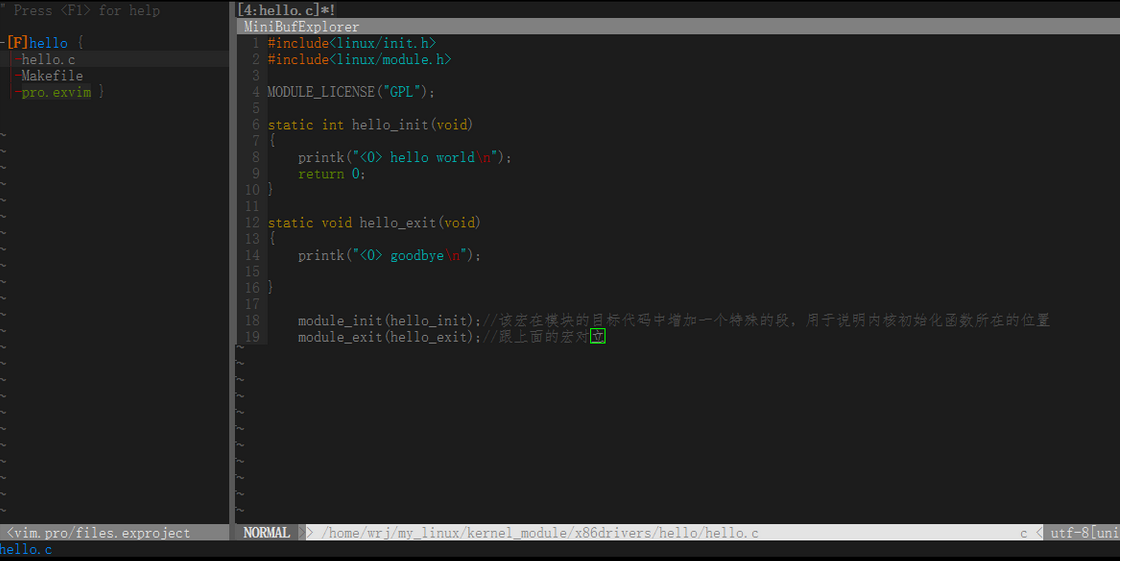 " Press <F1> for help
-[F]hello {
-hello.c
-Makefile
-pro.exvim }
<vim.pro/files.exproject
hello.c
[4:hello.c]*!
MiniBufExplorer
1 #include<linux/init.h>
2 #include<linux/module.h>
3
4 MODULE_LICENSE("GPL");
5
6 static int hello_init(void)
7 {
8 printk("<0> hello world\n");
9 return 0;
10 }
11
12 static void hello_exit(void)
13 {
14 printk("<0> goodbye\n");
15
16 }
17
18 module_init(hello_init);//该宏在模块的目标代码中增加一个特殊的段，用于说明内核初始化函数所在的位置
19 module_exit(hello_exit);//跟上面的宏对立
NORMAL >> /home/wrj/my_linux/kernel_module/x86drivers/hello/hello.c c < utf-8[uni